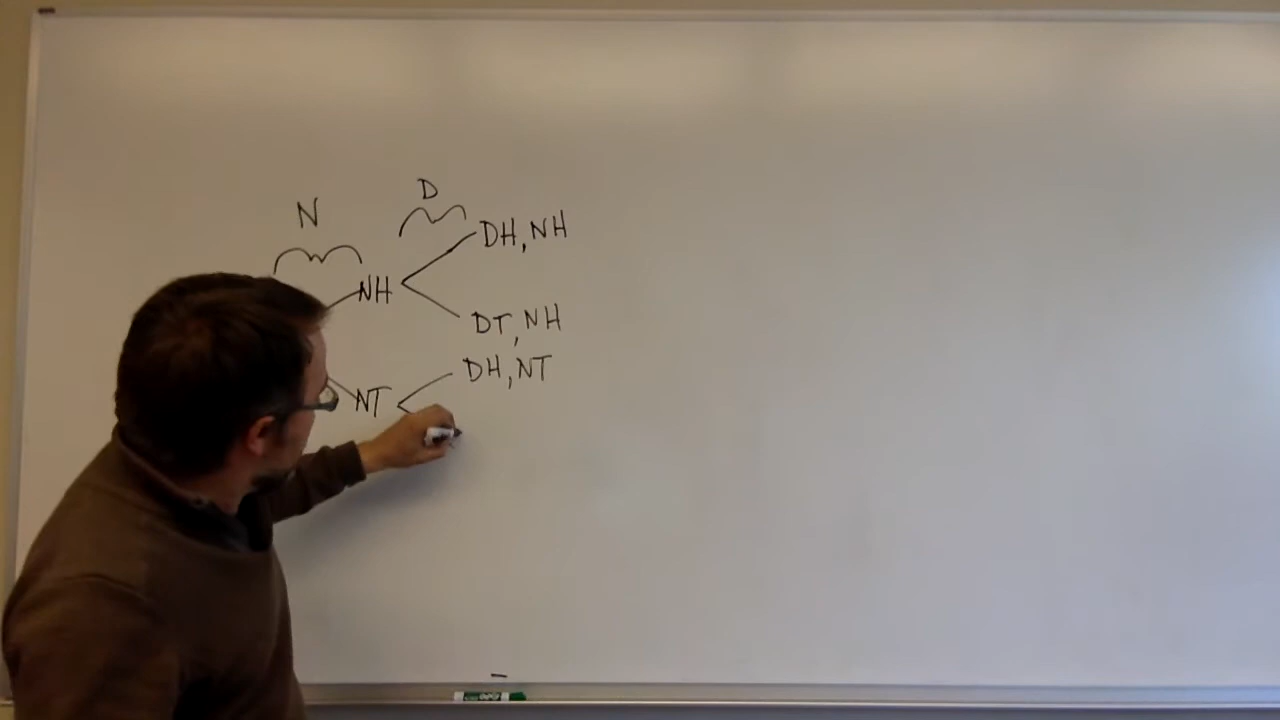 D
N
DH, NH
NH
DT, NH
DH, NT
NT